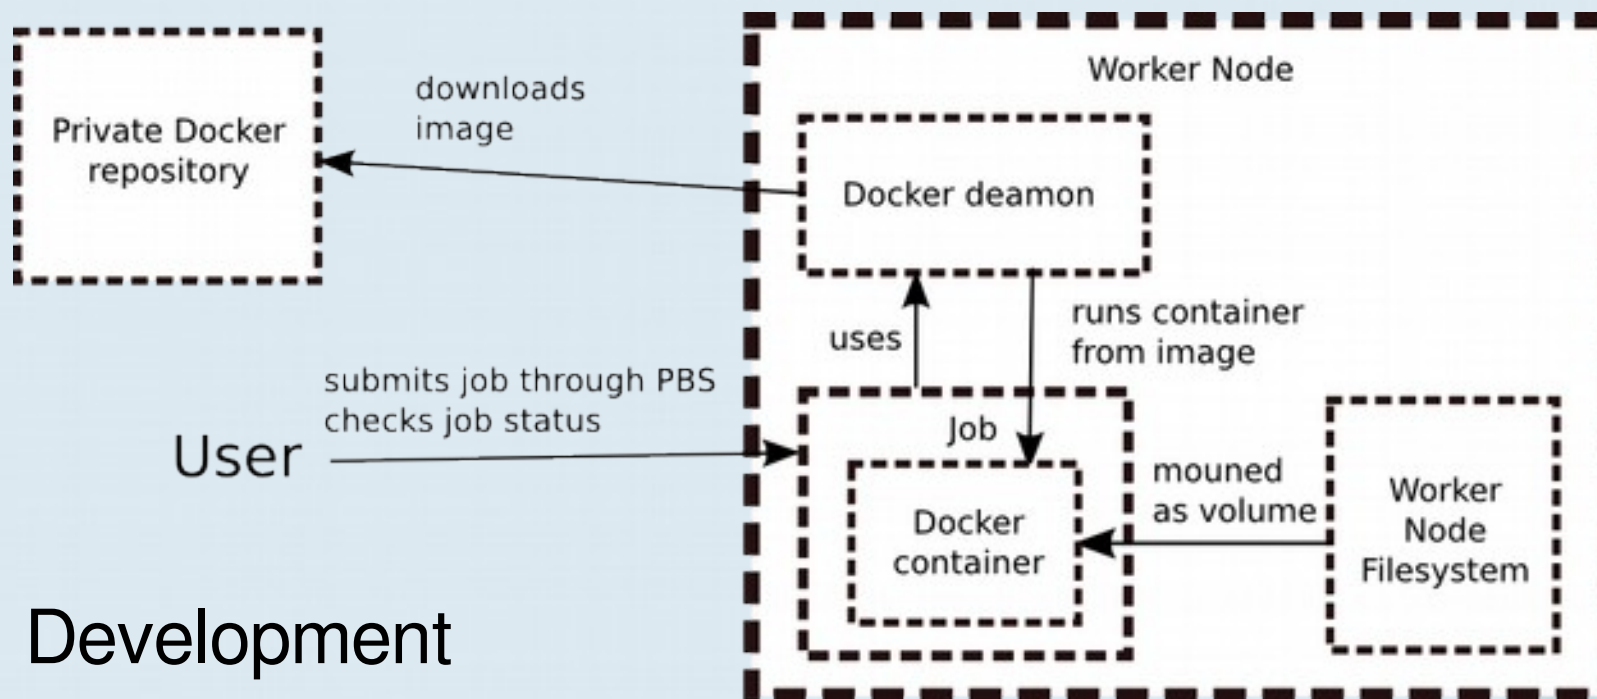 Worker Node
Private Docker
repository
downloads
image
Docker deamon
uses
runs container
from image
submits job through PBS
checks job status
User
Job
Docker
container
mouned
as volume
Worker
Node
Filesystem
Development